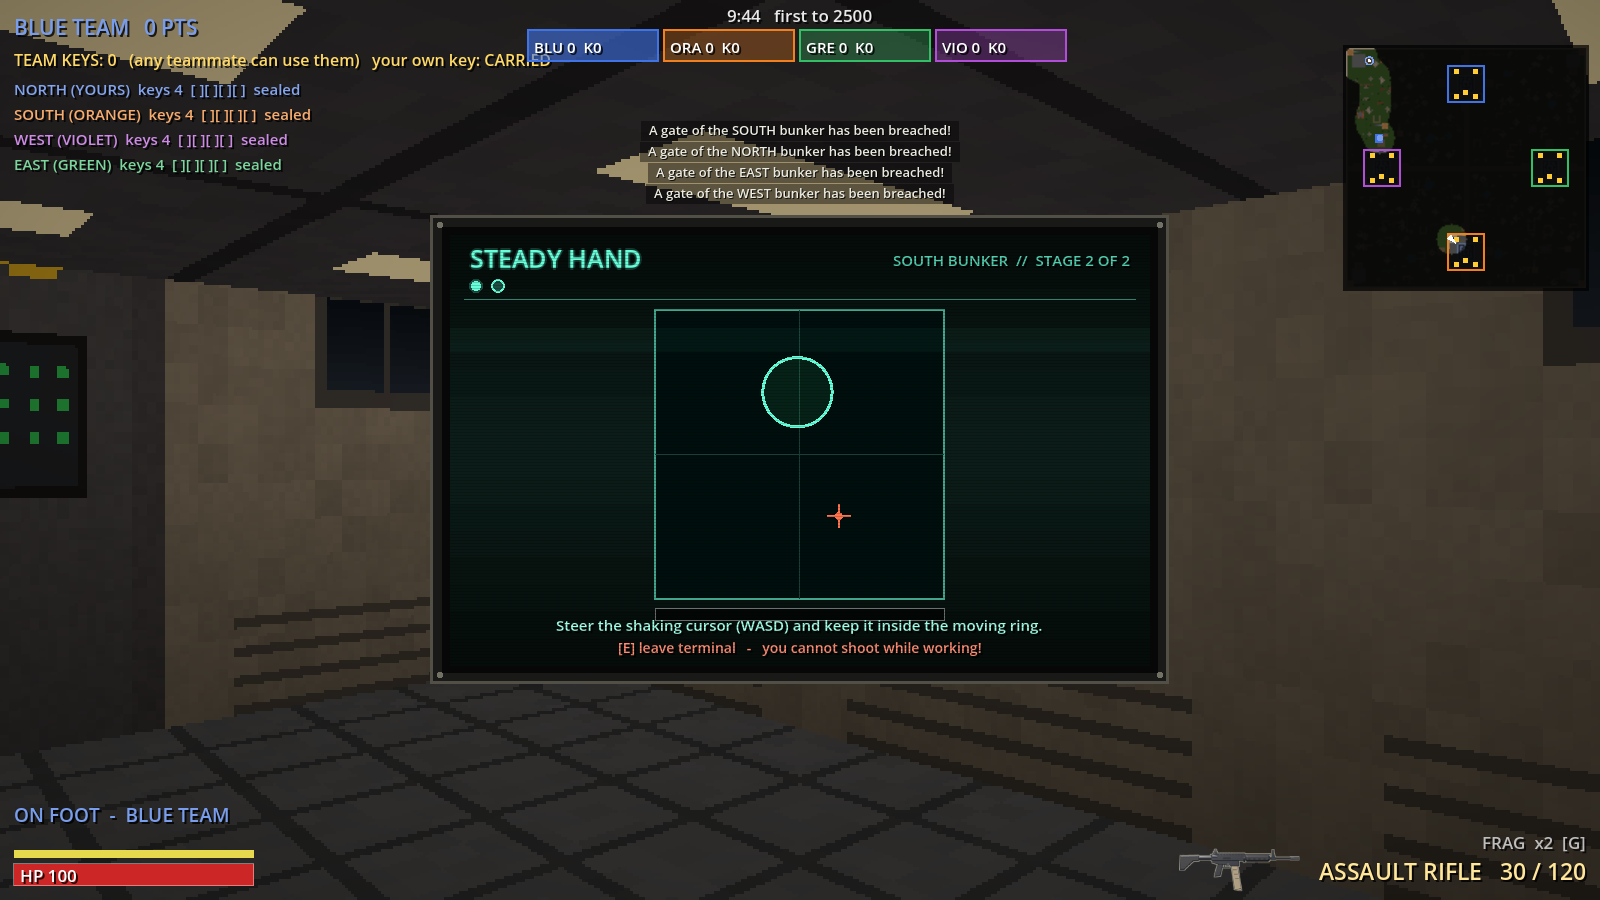 BLUE TEAM 0 PTS
9:44 first to 2500
BLU 0 K0
ORA 0 K0
GRE 0 K0
VIO 0 K0
TEAM KEYS: 0 (any teammate can use them) your own key: CARRIED
NORTH (YOURS) keys 4 [ ][ ][ ][ ] sealed
SOUTH (ORANGE) keys 4 [ ][ ][ ][ ] sealed
WEST (VIOLET) keys 4 [ ][ ][ ][ ] sealed
EAST (GREEN) keys 4 [ ][ ][ ][ ] sealed
A gate of the SOUTH bunker has been breached!
A gate of the NORTH bunker has been breached!
A gate of the EAST bunker has been breached!
A gate of the WEST bunker has been breached!
STEADY HAND
SOUTH BUNKER // STAGE 2 OF 2
Steer the shaking cursor (WASD) and keep it inside the moving ring.
[E] leave terminal - you cannot shoot while working!
ON FOOT - BLUE TEAM
HP 100
FRAG x2 [G]
ASSAULT RIFLE 30 / 120